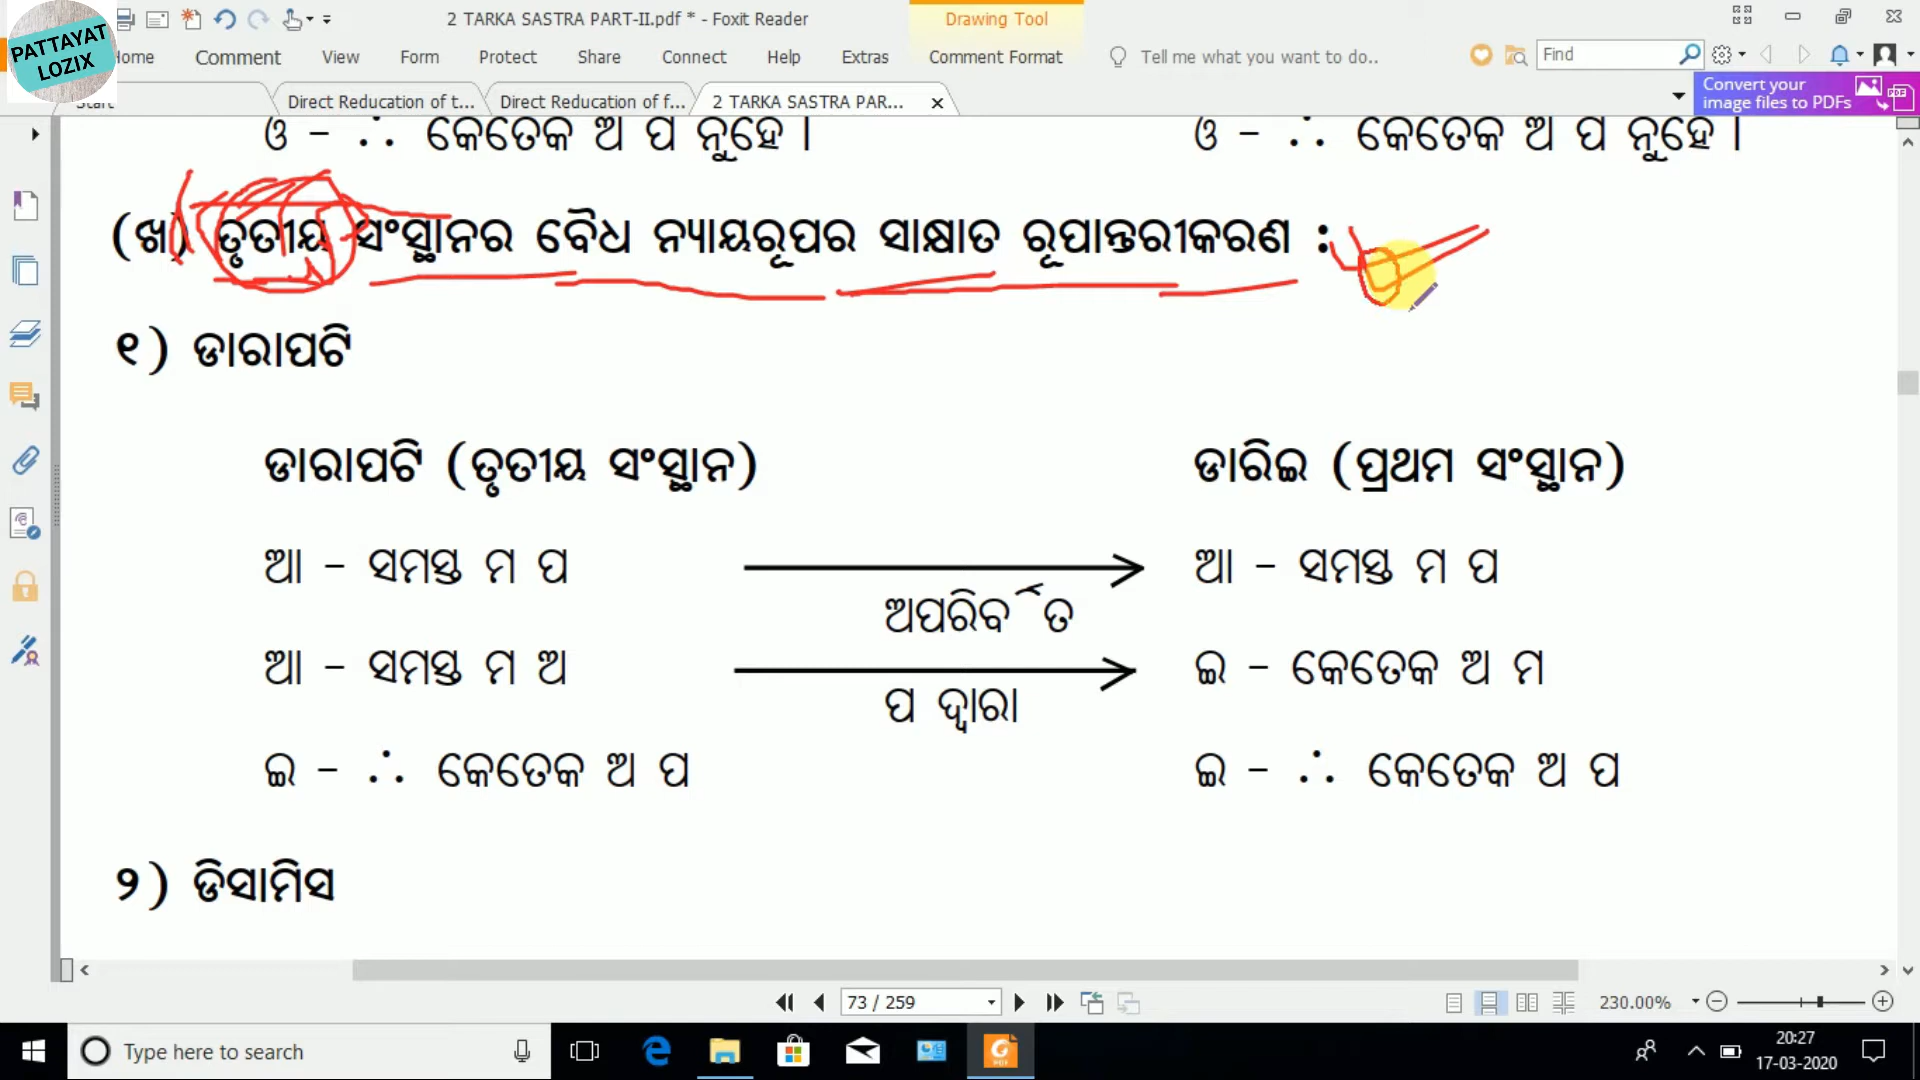 PATTAYAT
LOZIX
2 TARKA SASTRA PART-II.pdf * - Foxit Reader
Drawing Tool
Home Comment View Form Protect Share Connect Help Extras Comment Format Tell me what you want to do.. Find
Convert your
image files to PDFs
Start Direct Reducation of t... Direct Reducation of f... 2 TARKA SASTRA PAR...
ଓ – ∴ କେତେକ ଅ ପ ନୁହେ । ଓ – ∴ କେତେକ ଅ ପ ନୁହେ ।
(ଖ) ତୃତୀୟ ସଂସ୍ଥାନର ବୈଧ ନ୍ୟାୟରୂପର ସାକ୍ଷାତ ରୂପାନ୍ତରୀକରଣ :
୧) ଡାରାପଟି
ଡାରାପଟି (ତୃତୀୟ ସଂସ୍ଥାନ) ଡାରିଇ (ପ୍ରଥମ ସଂସ୍ଥାନ)
ଆ – ସମସ୍ତ ମ ପ ଆ – ସମସ୍ତ ମ ପ
ଅପରିବର୍ତିତ
ଆ – ସମସ୍ତ ମ ଅ ଇ – କେତେକ ଅ ମ
ପ ଦ୍ୱାରା
ଇ – ∴ କେତେକ ଅ ପ ଇ – ∴ କେତେକ ଅ ପ
୨) ଡିସାମିସ
73 / 259 230.00%
Type here to search
20:27
17-03-2020